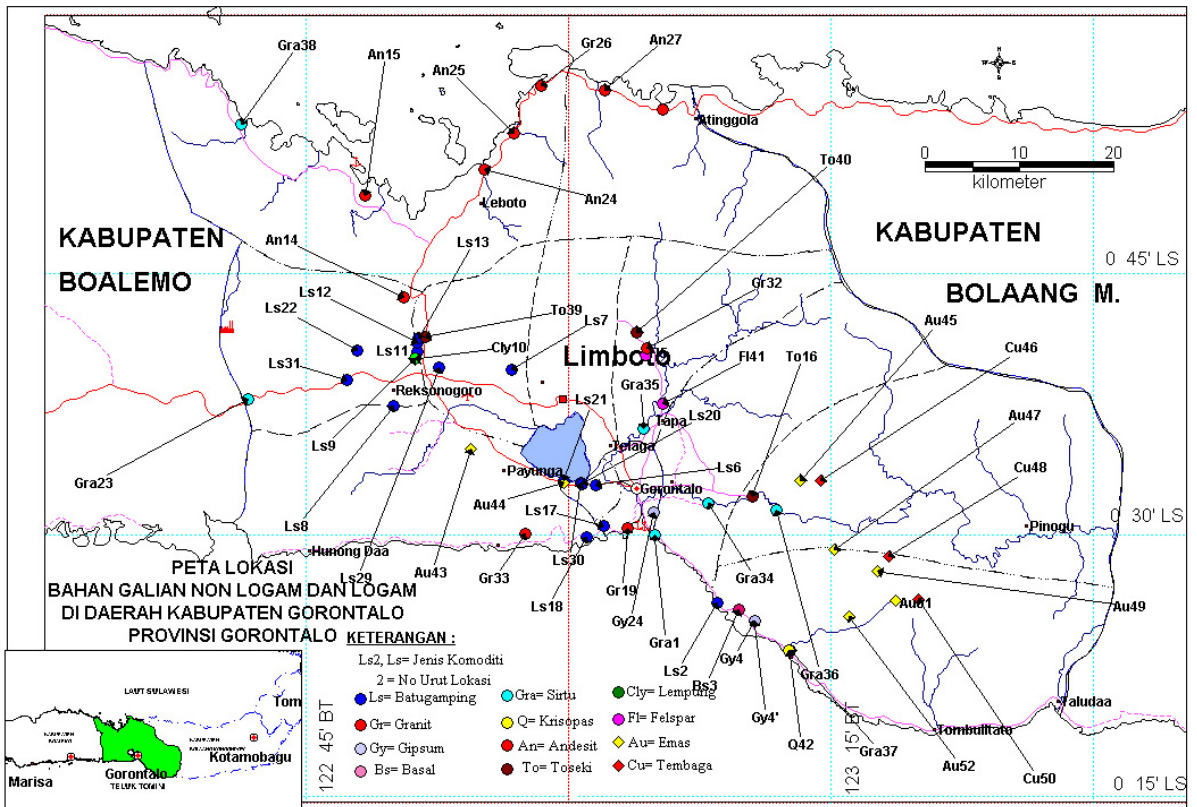 Gra38
An15
An25
Gr26
An27
Atinggola
To40
0 10 20
kilometer
An24
Leboto
Ls13
An14
KABUPATEN
BOALEMO
KABUPATEN
BOLAANG M.
0 45' LS
Ls12
Ls22
To39
Ls7
Gr32
Au45
Ls11
Cly10
Limboto
Fl41
To16
Cu46
Ls31
Reksonogoro
Gra35
Ls21
Ls20
Au47
Ls9
Tapa
Telaga
Cu48
Gra23
Payunga
Ls6
Au44
Gorontalo
Ls8
Ls17
0 30' LS
Pinogu
Hunong Daa
Ls29
Au43
Gr33
Ls30
Ls18
Gr19
Gy24
Gra1
Gra34
Au49
Au51
Ls2
Bs3
Gy4
Gy4'
Gra36
Q42
Gra37
Au52
Cu50
Tombulitato
Taludaa
PETA LOKASI
BAHAN GALIAN NON LOGAM DAN LOGAM
DI DAERAH KABUPATEN GORONTALO
PROVINSI GORONTALO
KETERANGAN :
Ls2, Ls= Jenis Komoditi
2 = No Urut Lokasi
Ls= Batugamping
Gr= Granit
Gy= Gipsum
Bs= Basal
Gra= Sirtu
Q= Krisopas
An= Andesit
To= Toseki
Cly= Lempung
Fl= Felspar
Au= Emas
Cu= Tembaga
122 45' BT
123 15' BT
0 15' LS
LAUT SULAWESI
Tom
Kotamobagu
Marisa
Gorontalo
TELUK TOMINI